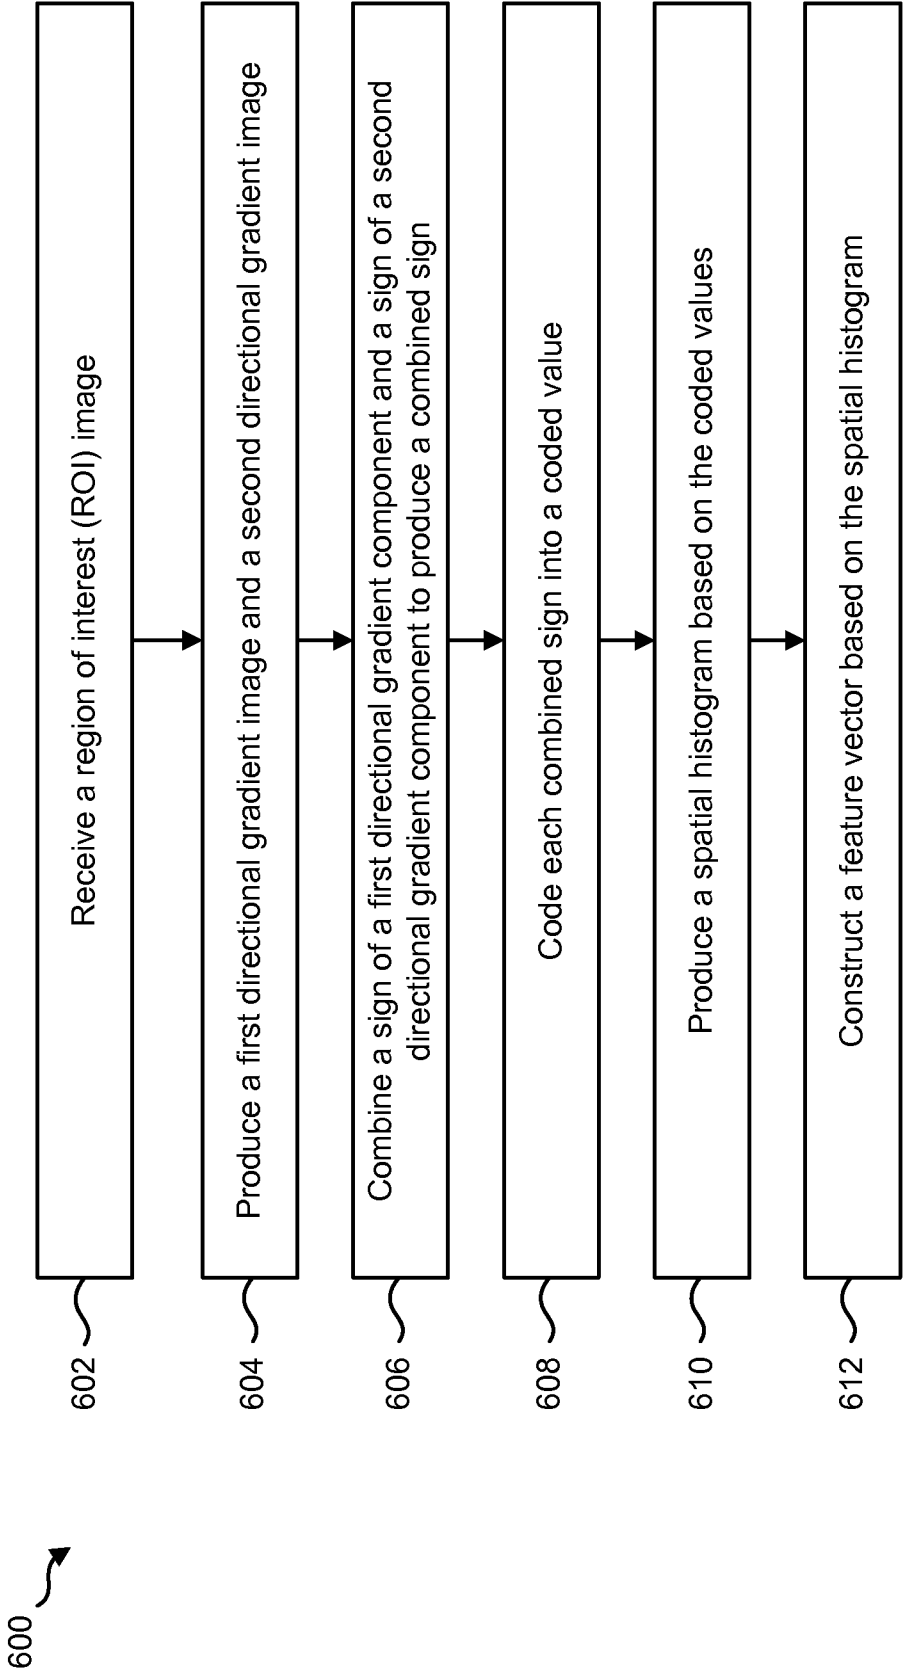 600
602
Receive a region of interest (ROI) image
604
Produce a first directional gradient image and a second directional gradient image
606
Combine a sign of a first directional gradient component and a sign of a second
directional gradient component to produce a combined sign
608
Code each combined sign into a coded value
610
Produce a spatial histogram based on the coded values
612
Construct a feature vector based on the spatial histogram